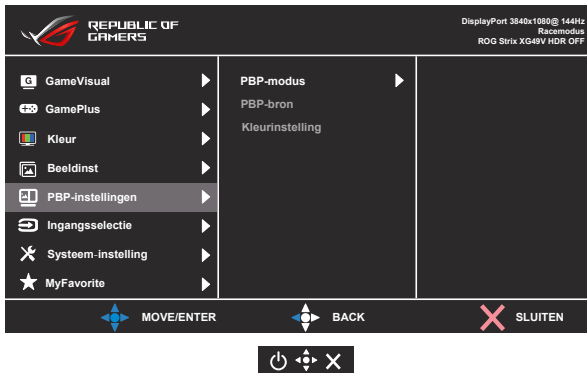 REPUBLIC OF
GAMERS
DisplayPort 3840x1080@ 144Hz
Racemodus
ROG Strix XG49V HDR OFF
G GameVisual
GamePlus
Kleur
Beeldinst
PBP-instellingen
Ingangsselectie
Systeem-instelling
MyFavorite
PBP-modus
PBP-bron
Kleurinstelling
MOVE/ENTER
BACK
SLUITEN